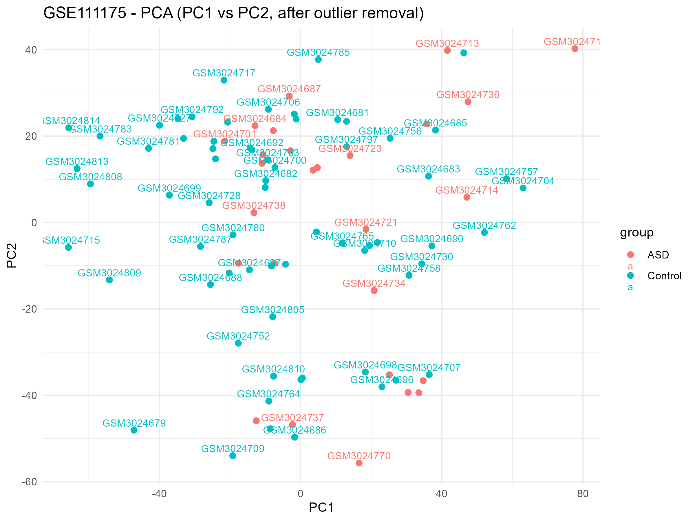 GSE111175 - PCA (PC1 vs PC2, after outlier removal)
GSM3024785
GSM3024713
GSM302471
GSM3024717
GSM3024687
GSM3024736
GSM3024706
GSM3024792
GSM3024681
GSM3024814
GSM3024684
GSM3024685
GSM3024783
GSM3024756
GSM3024701
GSM3024781
GSM3024692
GSM3024797
GSM3024723
GSM3024813
GSM3024700
GSM3024682
GSM3024683
GSM3024757
GSM3024808
GSM3024704
GSM3024699
GSM3024728
GSM3024714
GSM3024738
GSM3024721
GSM3024780
GSM3024762
GSM3024715
GSM3024787
GSM3024765
GSM3024690
GSM3024730
GSM3024809
GSM3024688
GSM3024758
GSM3024734
GSM3024805
GSM3024752
GSM3024810
GSM3024698
GSM3024707
GSM3024696
GSM3024764
GSM3024679
GSM3024737
GSM3024686
GSM3024709
GSM3024770
40
20
0
-20
-40
-60
PC2
-40
0
40
80
PC1
group
ASD
a
Control
a